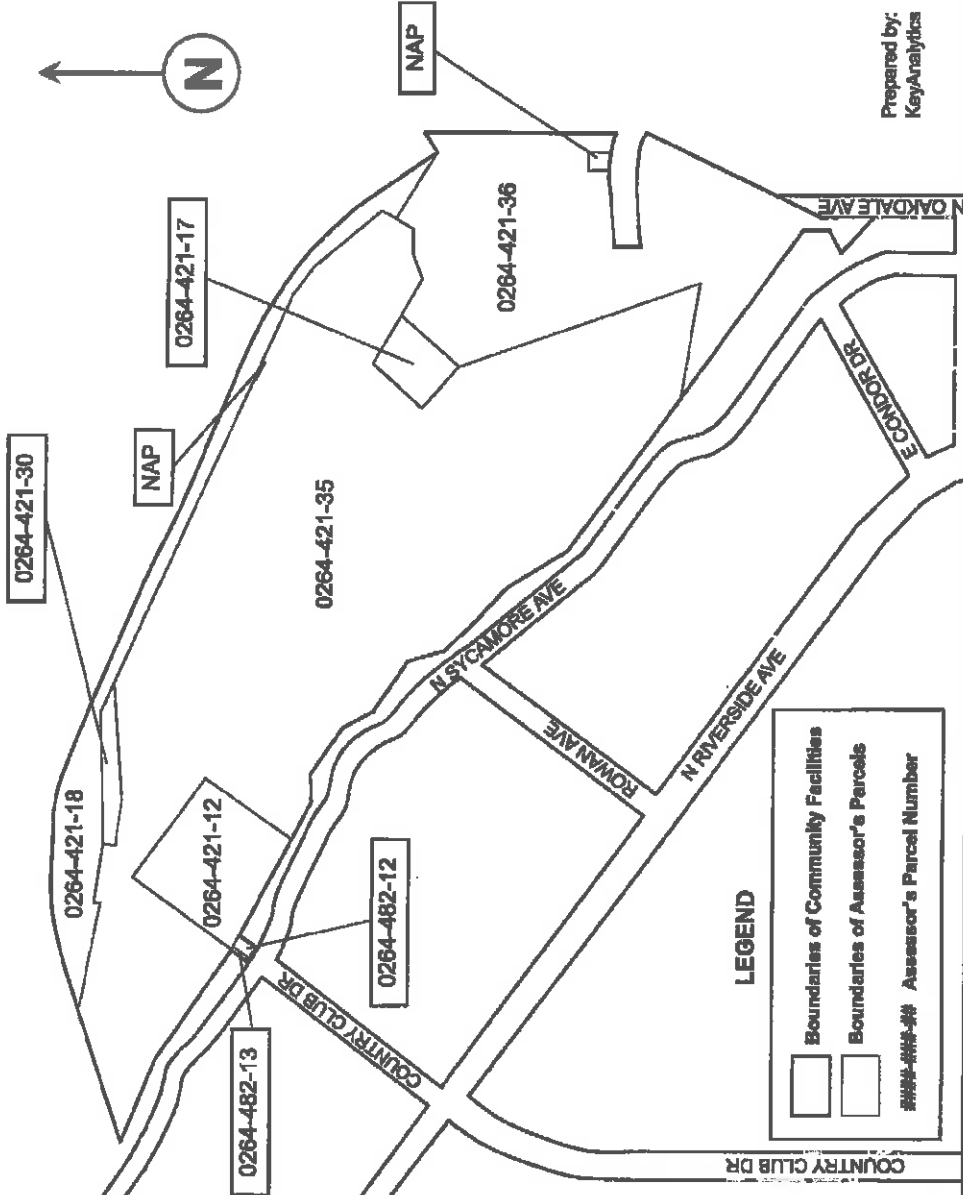 N
NAP
Prepared by:
KeyAnalytics
0264-421-17
0264-421-36
N OAKDALE AVE
0264-421-30
NAP
0264-421-35
E CONDOR DR
N SYCAMORE AVE
N RIVERSIDE AVE
ROWAN AVE
0264-421-18
0264-421-12
0264-482-12
0264-482-13
COUNTRY CLUB DR
COUNTRY CLUB DR
LEGEND
Boundaries of Community Facilities
Boundaries of Assessor's Parcels
####-###-## Assessor's Parcel Number